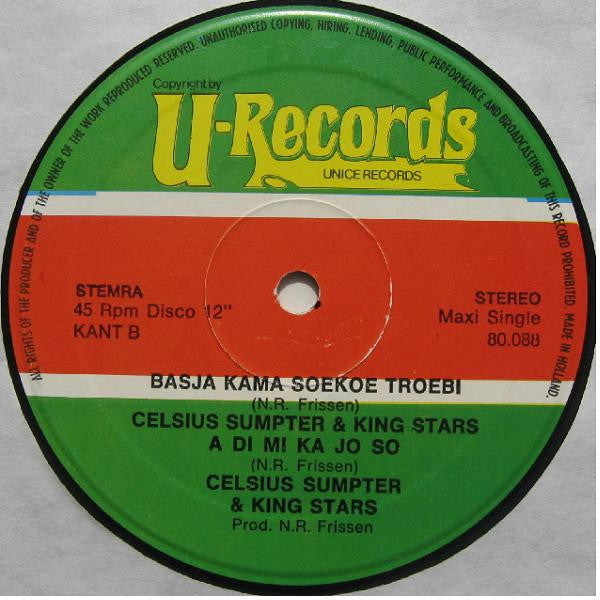 ALL RIGHTS OF THE PRODUCER AND OF THE OWNER OF THE WORK REPRODUCED RESERVED. UNAUTHORISED COPYING, HIRING, LENDING, PUBLIC PERFORMANCE AND BROADCASTING OF THIS RECORD PROHIBITED. MADE IN HOLLAND.
Copyright by
U-Records
UNICE RECORDS
STEMRA
45 Rpm Disco 12"
KANT B
STEREO
Maxi Single
80.088
BASJA KAMA SOEKOE TROEBI
(N.R. Frissen)
CELSIUS SUMPTER & KING STARS
A DI MI KA JO SO
(N.R. Frissen)
CELSIUS SUMPTER
& KING STARS
Prod. N.R. Frissen